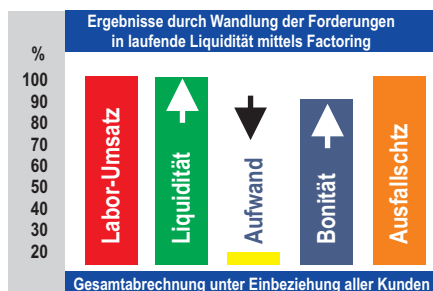 Ergebnisse durch Wandlung der Forderungen
in laufende Liquidität mittels Factoring
%
100
90
80
70
60
50
40
30
20
Labor-Umsatz
Liquidität
Aufwand
Bonität
Ausfallschtz
Gesamtabrechnung unter Einbeziehung aller Kunden